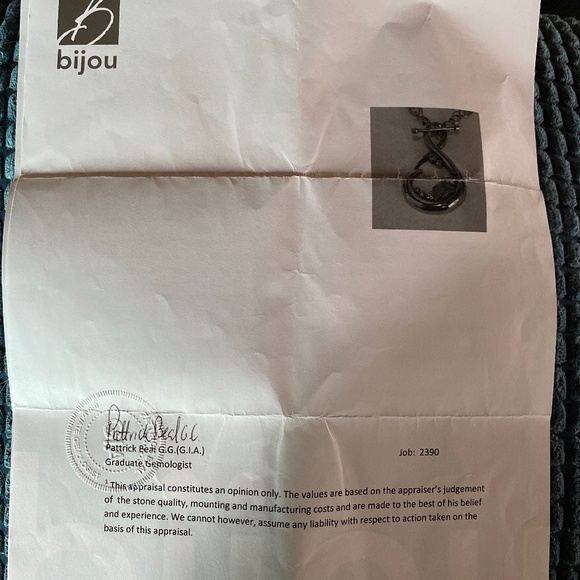 B
bijou
Pattrick Beal G.G.
Pattrick Beal G.G.(G.I.A.)
Job: 2390
Graduate Gemologist
1 This appraisal constitutes an opinion only. The values are based on the appraiser's judgement
of the stone quality, mounting and manufacturing costs and are made to the best of his belief
and experience. We cannot however, assume any liability with respect to action taken on the
basis of this appraisal.